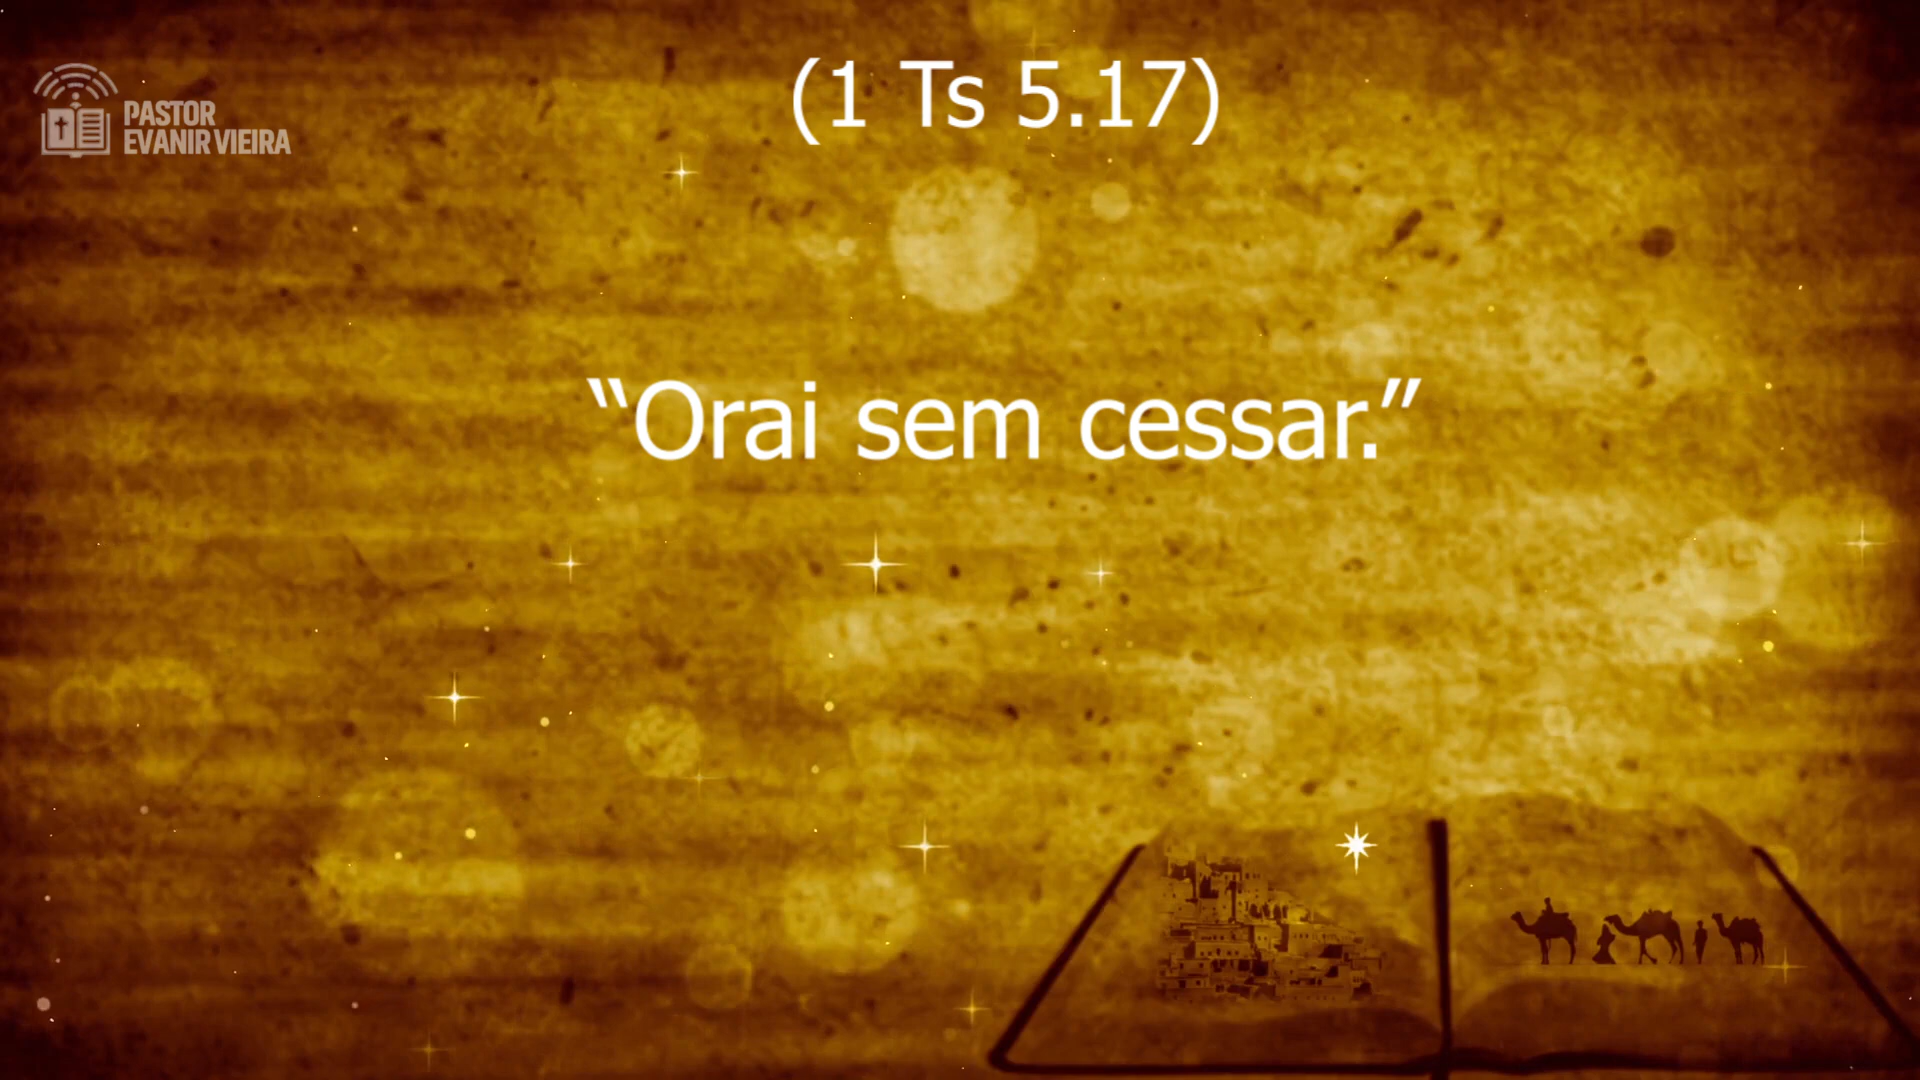 (1 Ts 5.17)
PASTOR
EVANIR VIEIRA
“Orai sem cessar.”